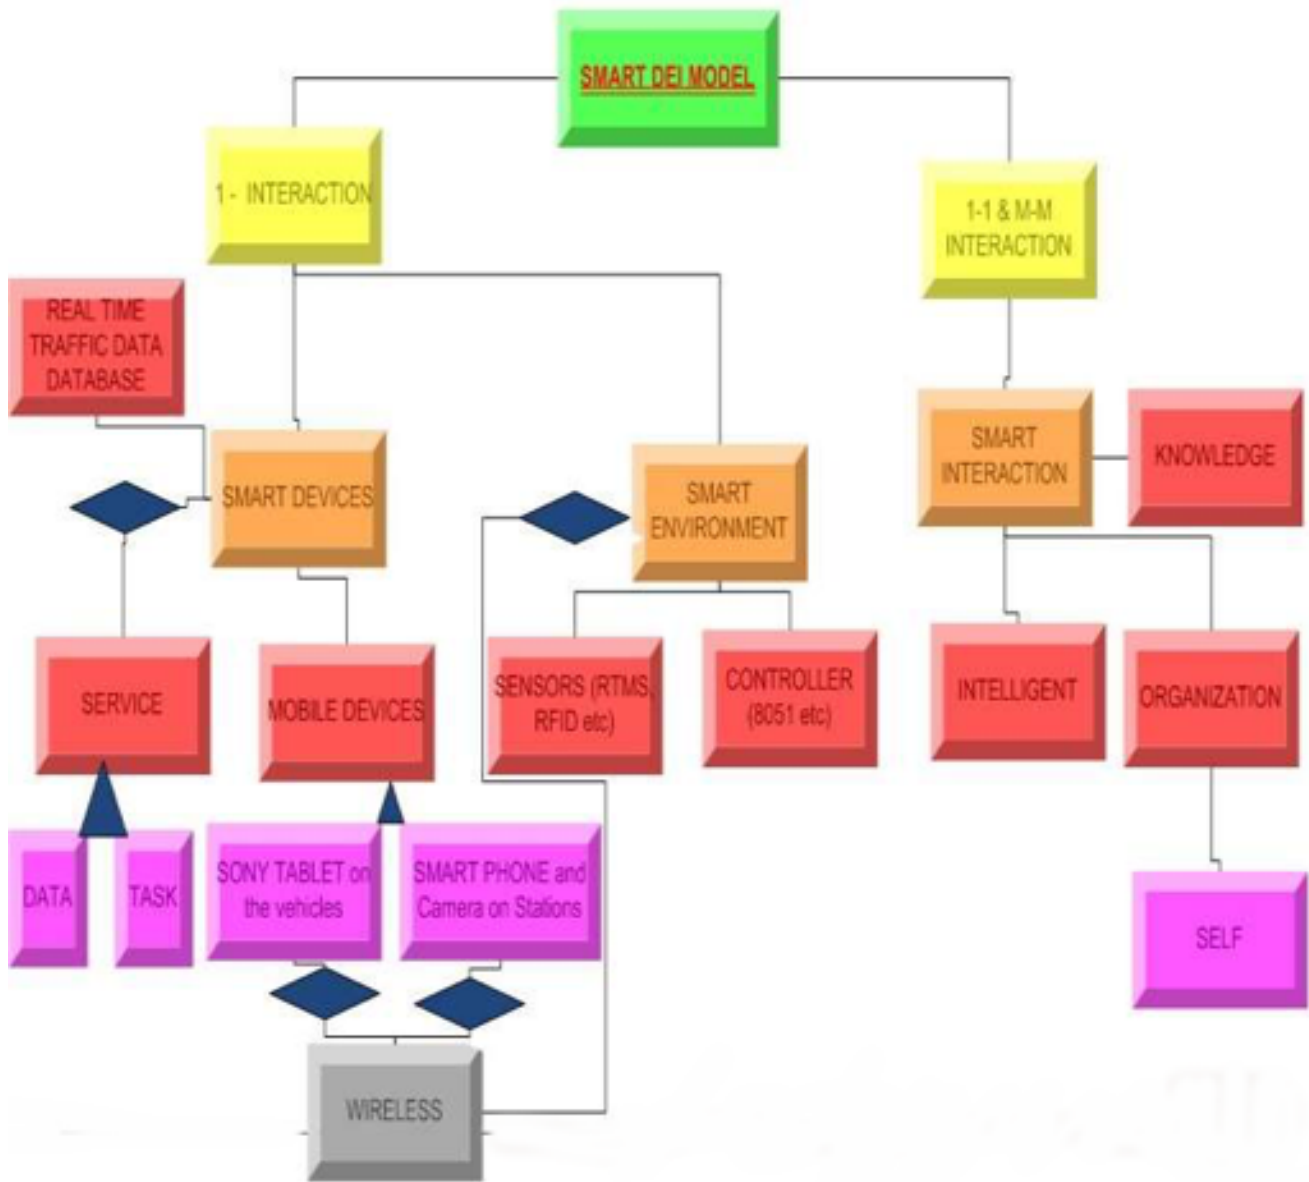 SMART DEI MODEL
1 - INTERACTION
1-1 & M-M
INTERACTION
REAL TIME
TRAFFIC DATA
DATABASE
SMART DEVICES
SMART
ENVIRONMENT
SMART
INTERACTION
KNOWLEDGE
SERVICE
MOBILE DEVICES
SENSORS (RTMS,
RFID etc)
CONTROLLER
(8051 etc)
INTELLIGENT
ORGANIZATION
DATA
TASK
SONY TABLET on
the vehicles
SMART PHONE and
Camera on Stations
SELF
WIRELESS